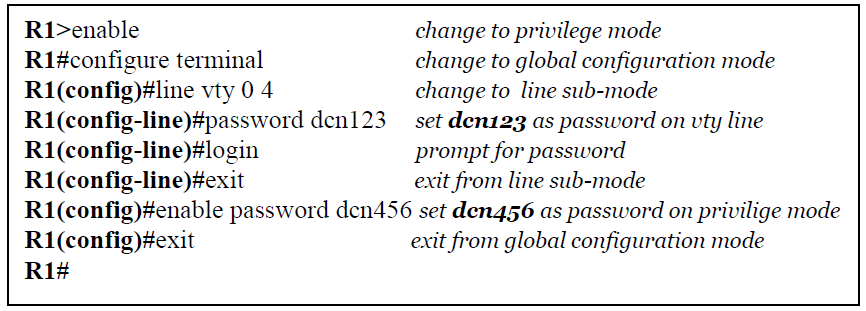 R1>enable change to privilege mode
R1#configure terminal change to global configuration mode
R1(config)#line vty 0 4 change to line sub-mode
R1(config-line)#password dcn123 set dcn123 as password on vty line
R1(config-line)#login prompt for password
R1(config-line)#exit exit from line sub-mode
R1(config)#enable password dcn456 set dcn456 as password on privilige mode
R1(config)#exit exit from global configuration mode
R1#